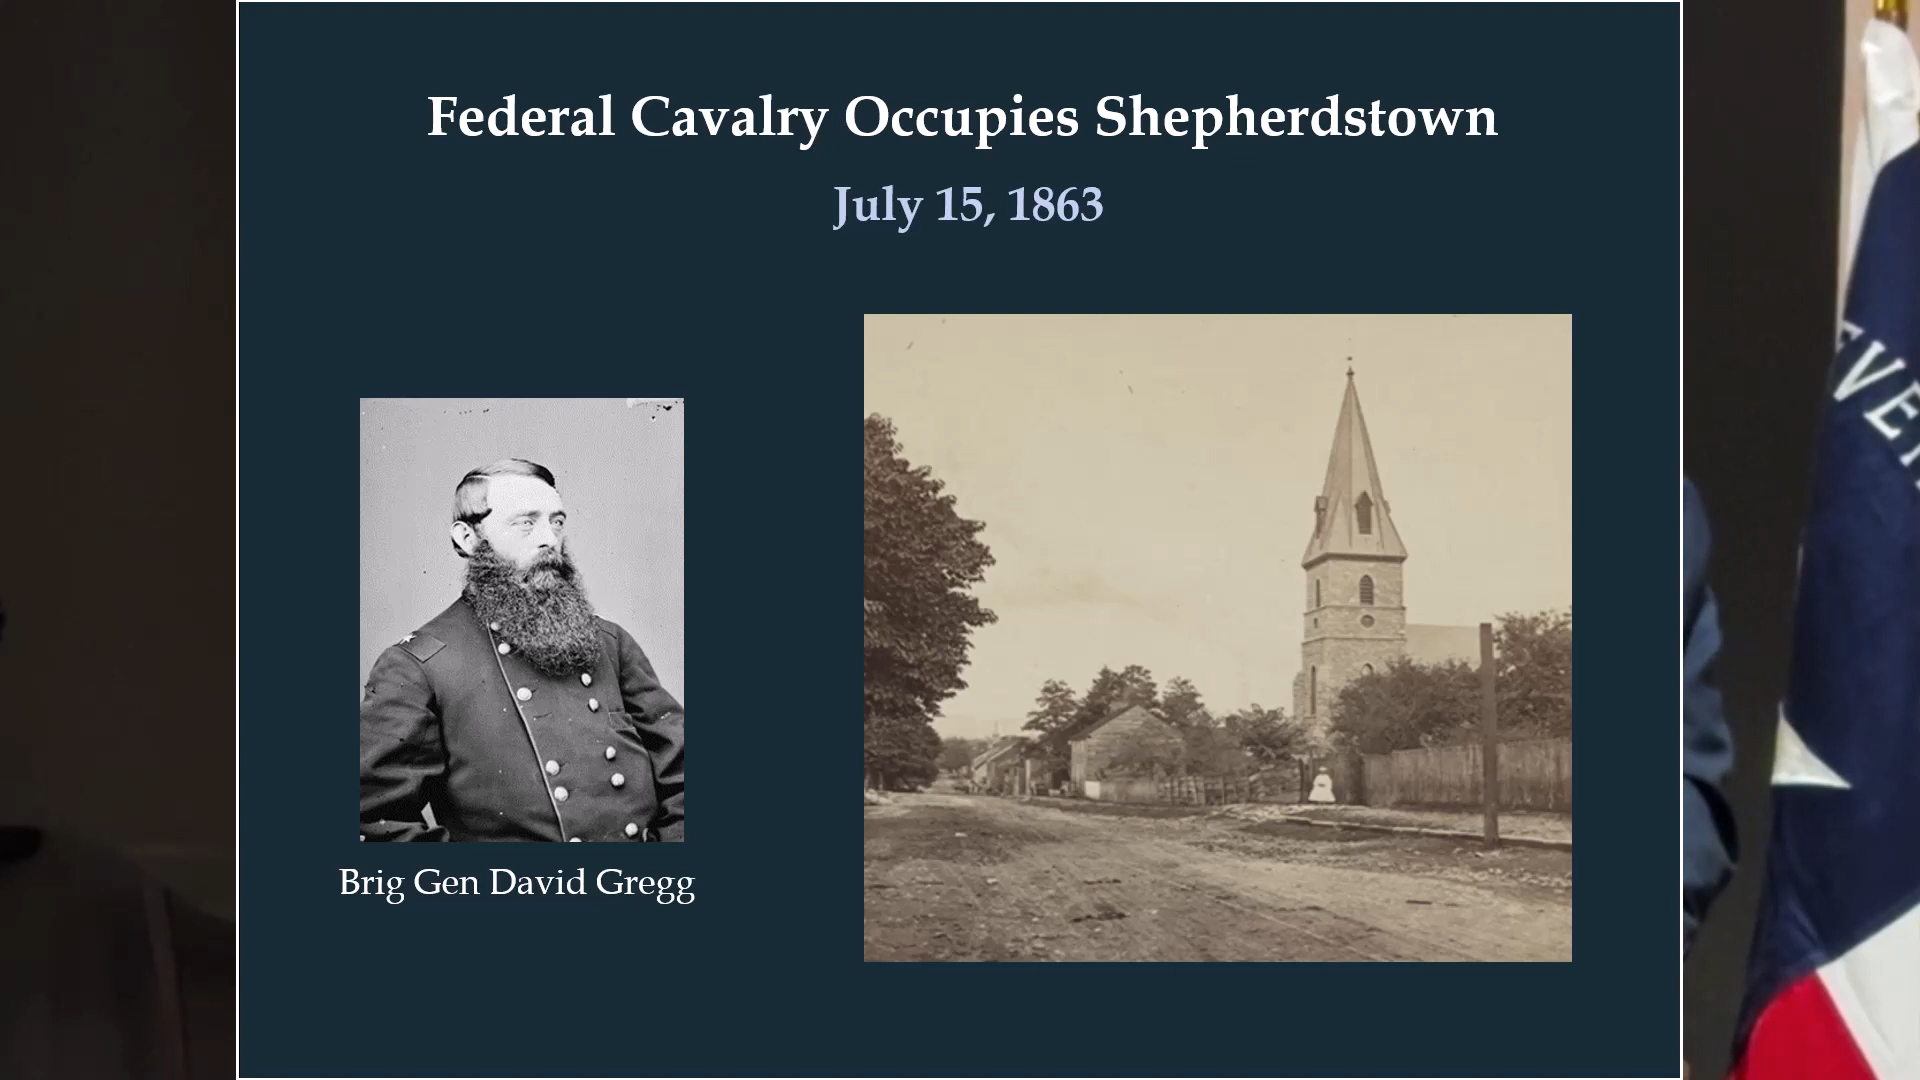 Federal Cavalry Occupies Shepherdstown
July 15, 1863
Brig Gen David Gregg